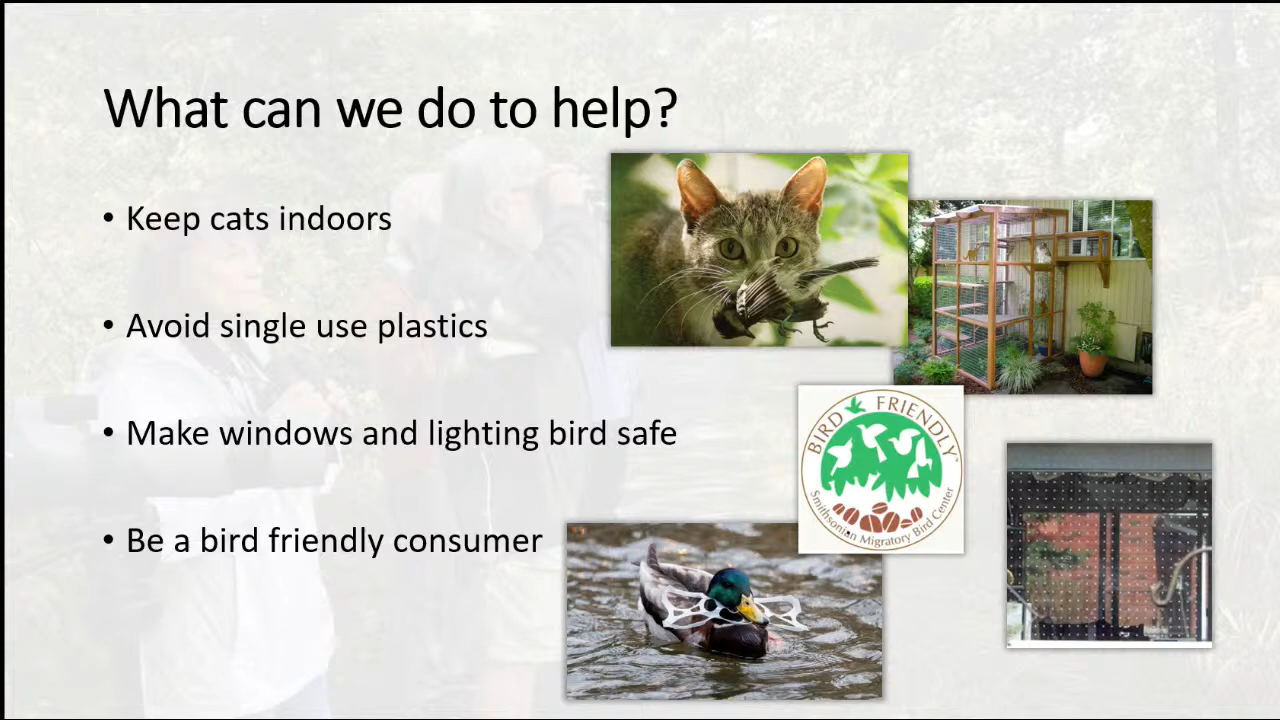 What can we do to help?
• Keep cats indoors
• Avoid single use plastics
• Make windows and lighting bird safe
• Be a bird friendly consumer
BIRD FRIENDLY
Smithsonian Migratory Bird Center